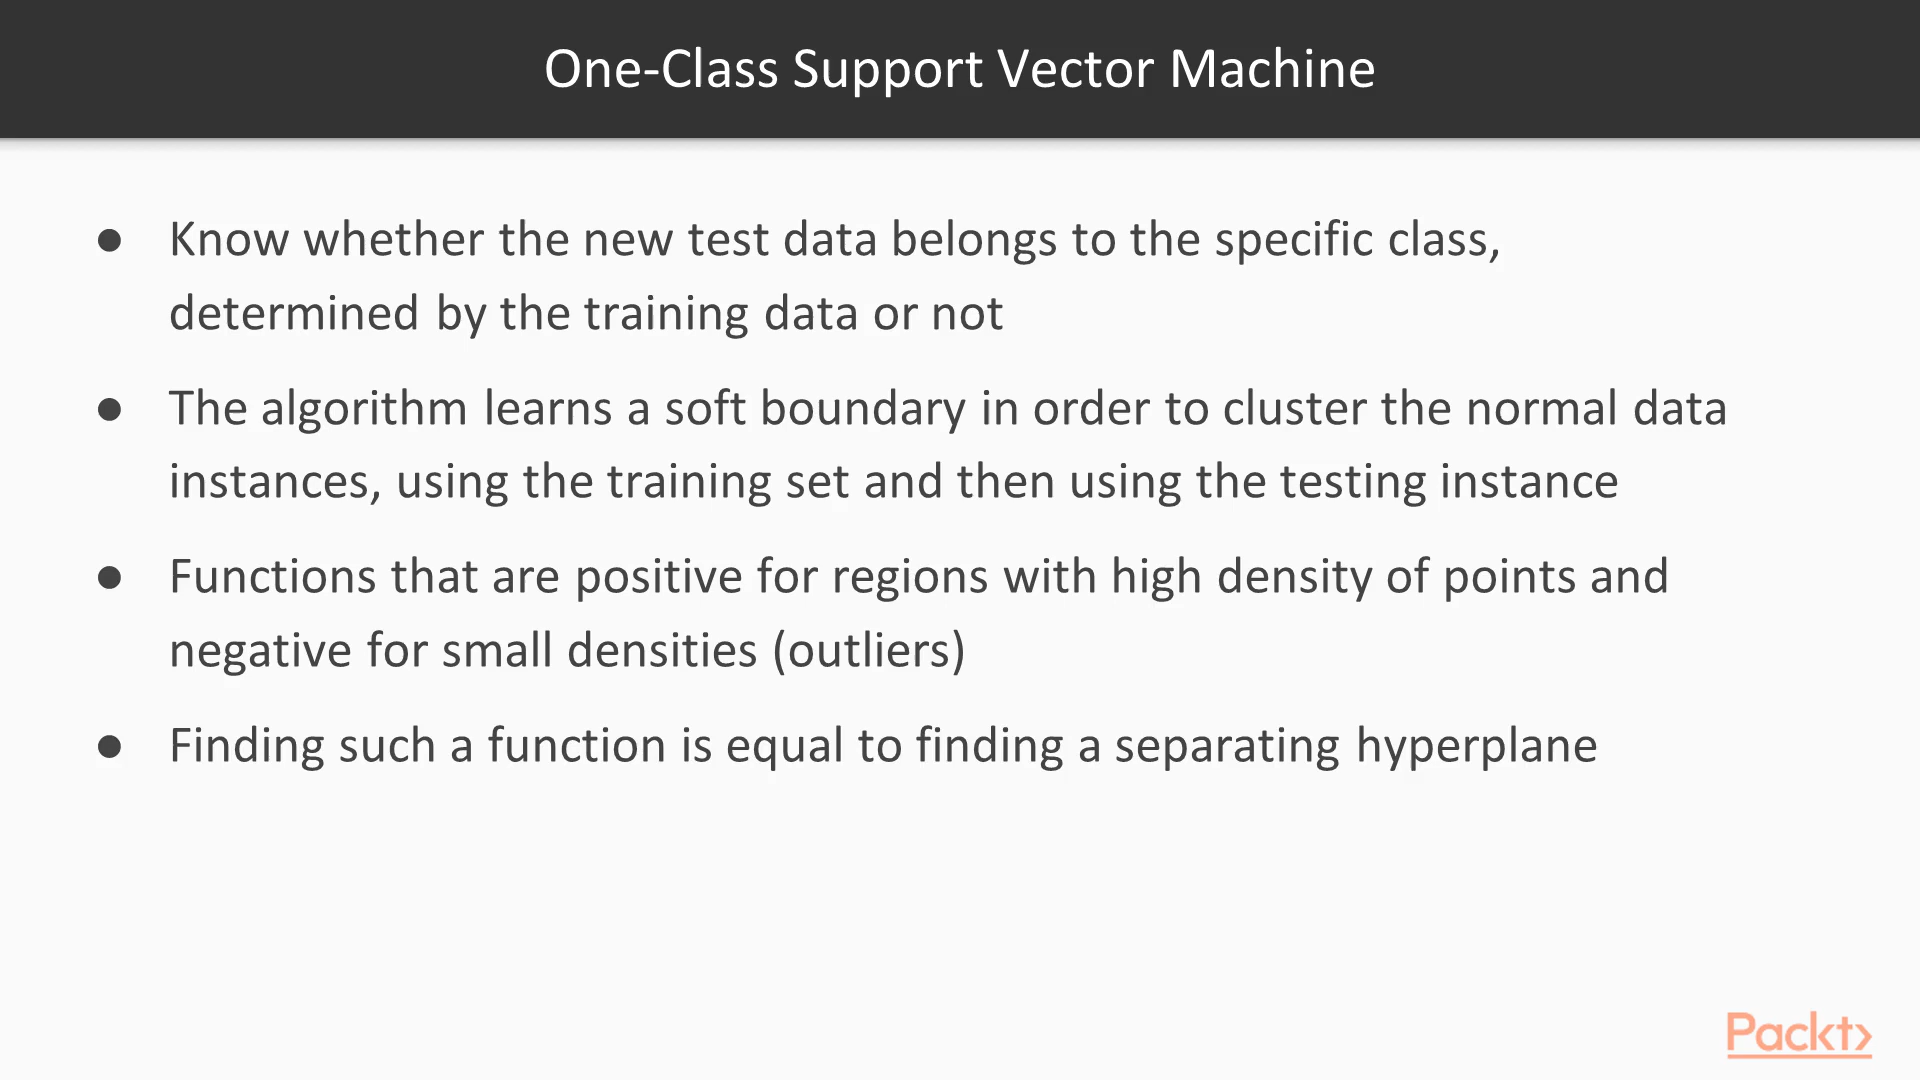 One-Class Support Vector Machine
● Know whether the new test data belongs to the specific class,
determined by the training data or not
● The algorithm learns a soft boundary in order to cluster the normal data
instances, using the training set and then using the testing instance
● Functions that are positive for regions with high density of points and
negative for small densities (outliers)
● Finding such a function is equal to finding a separating hyperplane
Packt>